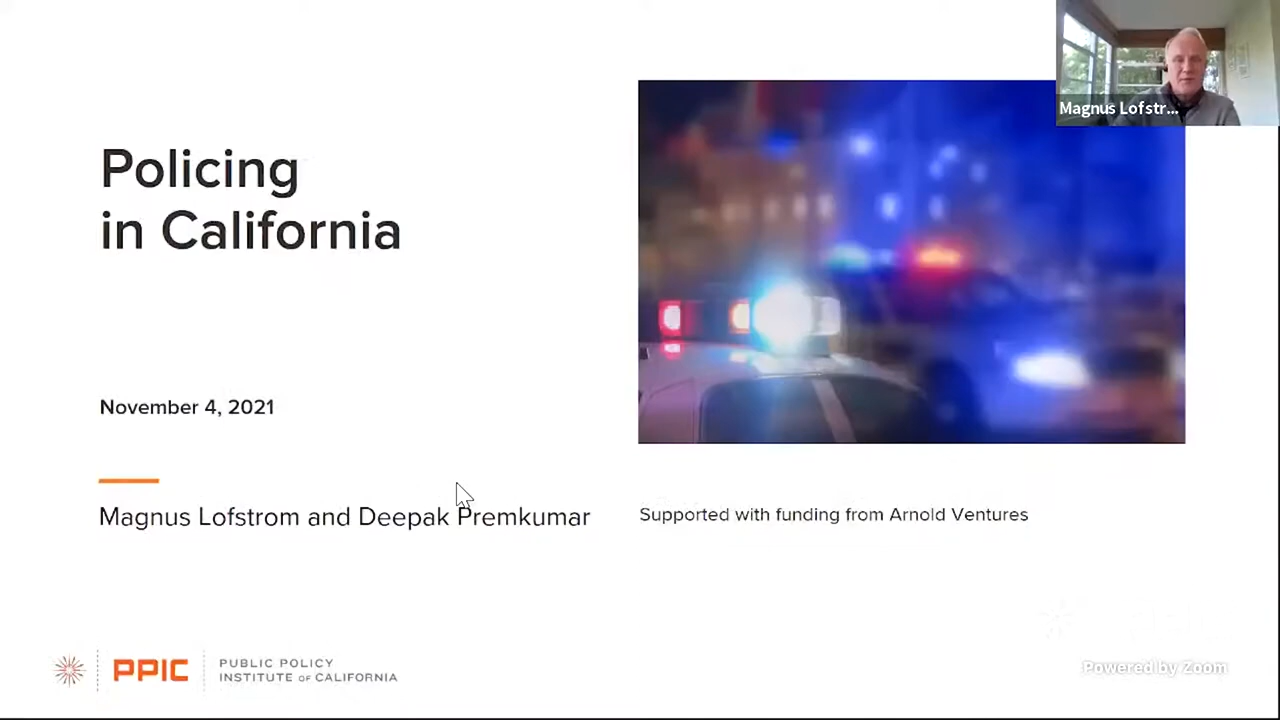 Magnus Lofstr...
Policing
in California
November 4, 2021
Magnus Lofstrom and Deepak Premkumar
Supported with funding from Arnold Ventures
PPIC
PUBLIC POLICY
INSTITUTE OF CALIFORNIA
Powered by Zoom